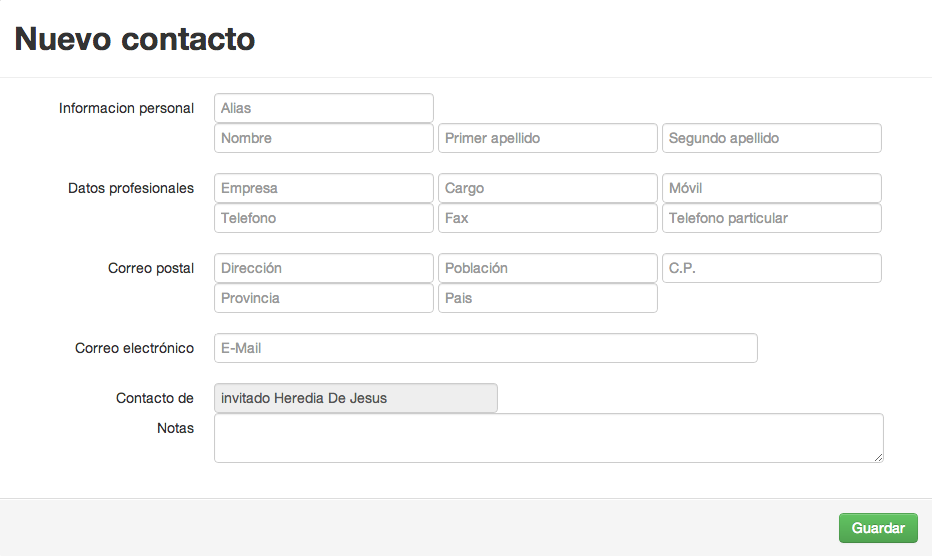 Nuevo contacto
Informacion personal Alias
Nombre Primer apellido Segundo apellido
Datos profesionales Empresa Cargo Móvil
Telefono Fax Telefono particular
Correo postal Dirección Población C.P.
Provincia Pais
Correo electrónico E-Mail
Contacto de invitado Heredia De Jesus
Notas
Guardar